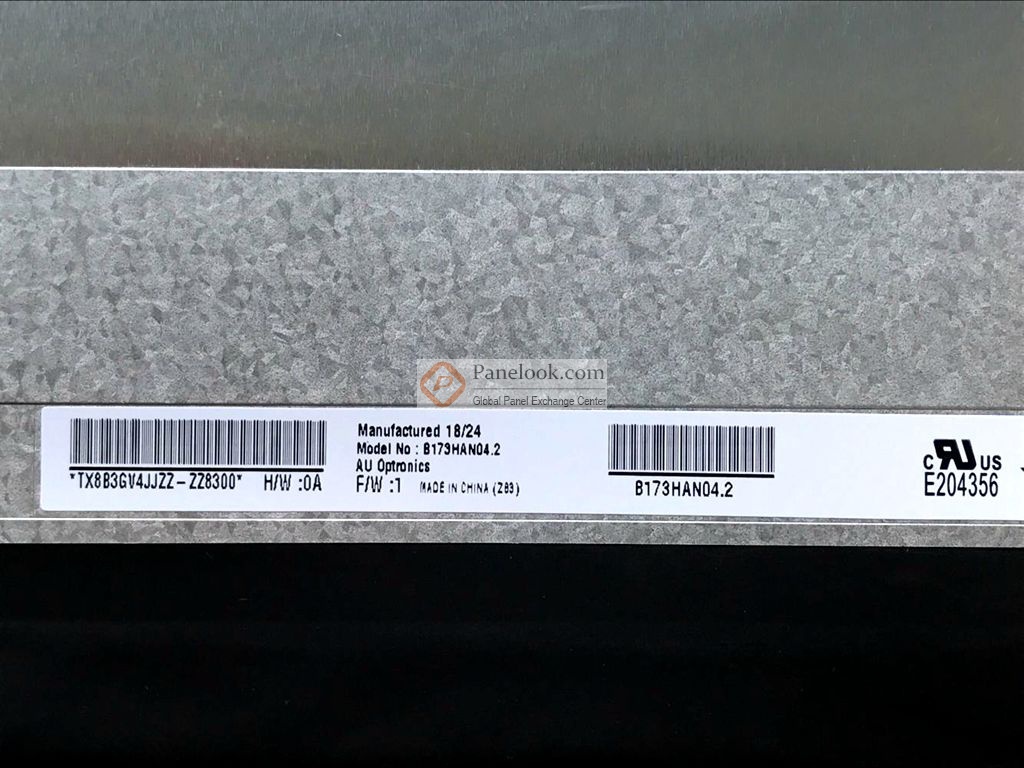 Panelook.com
Global Panel Exchange Center
*TX8B3GV4JJZZ-ZZ8300* H/W :0A
Manufactured 18/24
Model No : B173HAN04.2
AU Optronics
F/W :1 MADE IN CHINA (Z83)
B173HAN04.2
c RU US
E204356